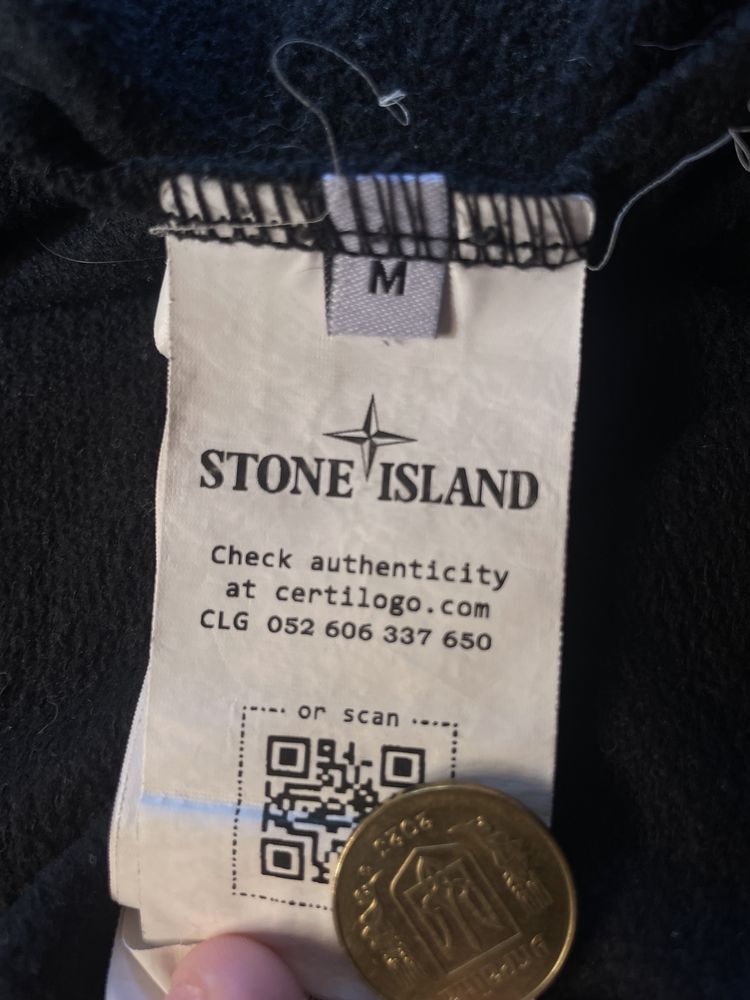 M
STONE ISLAND
Check authenticity
at certilogo.com
CLG 052 606 337 650
or scan